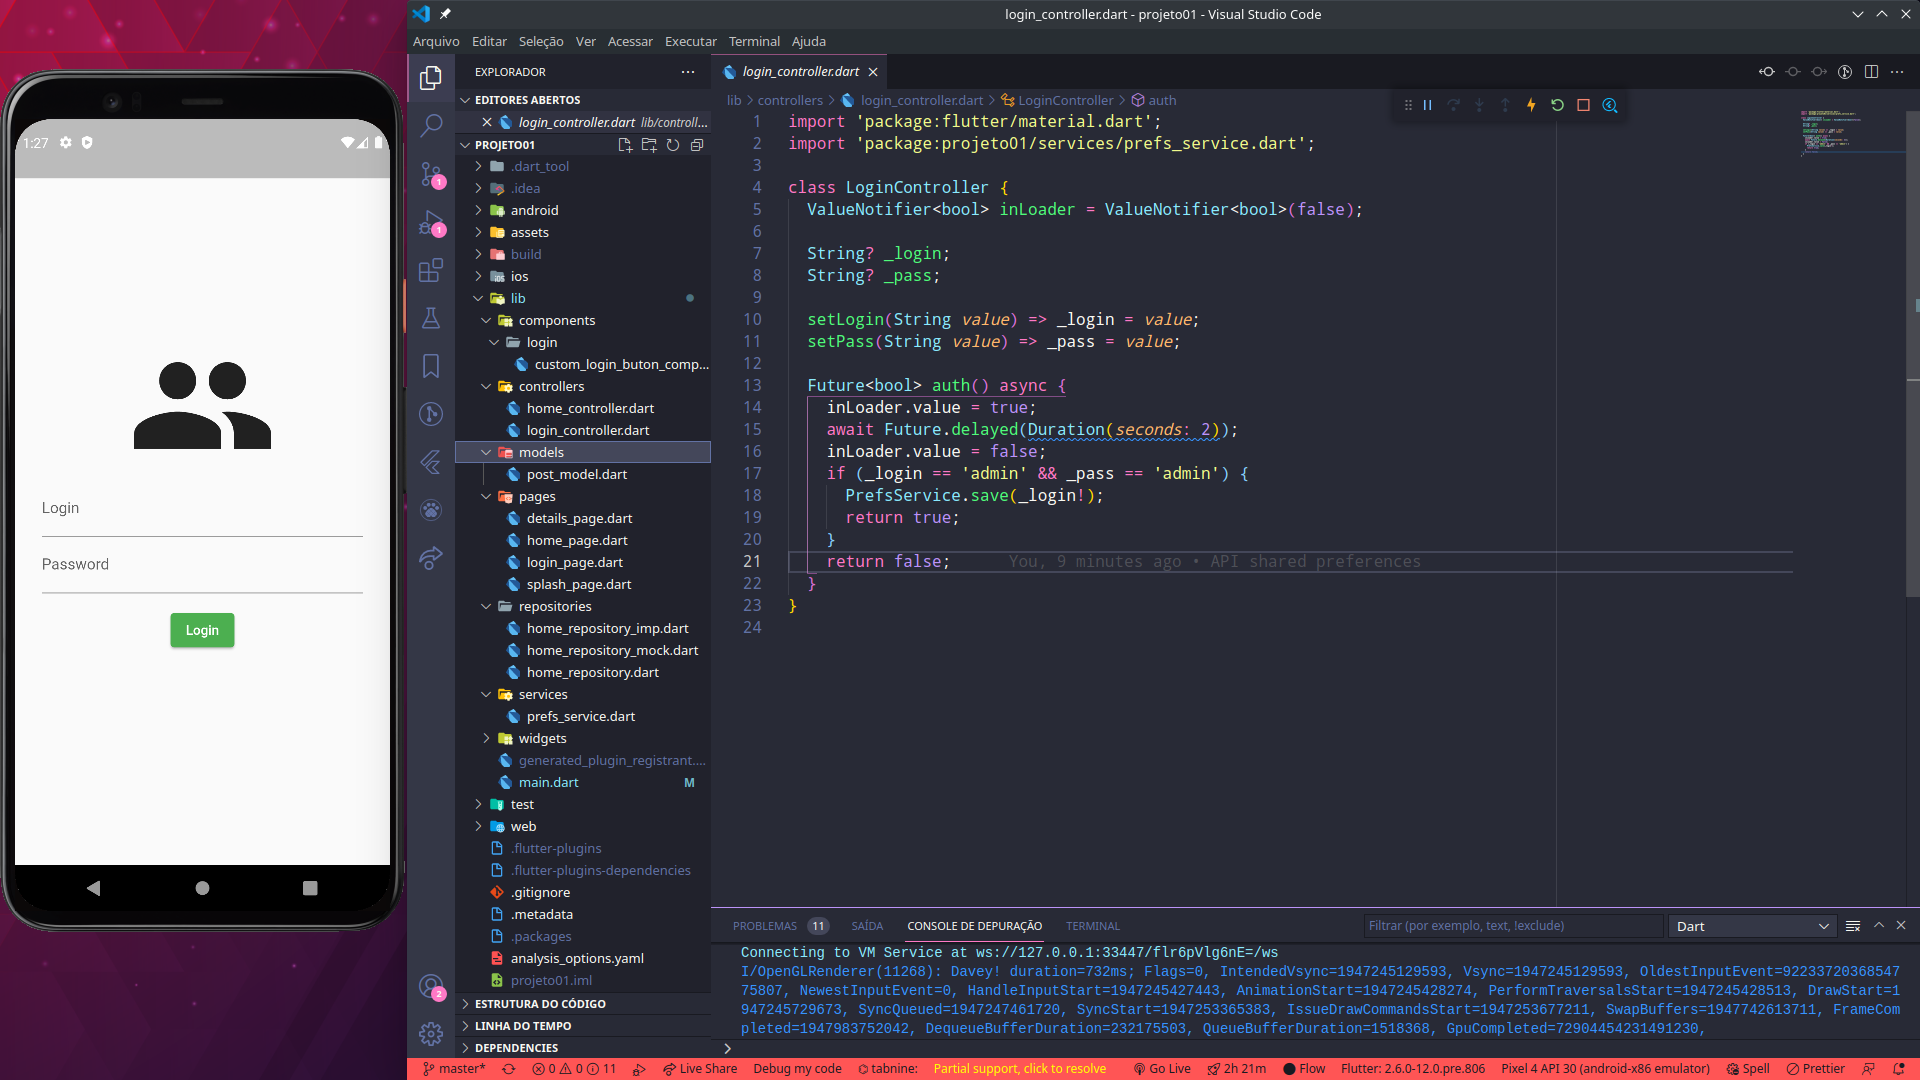 1:27
Login
Password
Login
login_controller.dart - projeto01 - Visual Studio Code
Arquivo Editar Seleção Ver Acessar Executar Terminal Ajuda
EXPLORADOR
EDITORES ABERTOS
login_controller.dart lib/controll...
PROJETO01
.dart_tool
.idea
android
assets
build
ios
lib
components
login
custom_login_buton_comp...
controllers
home_controller.dart
login_controller.dart
models
post_model.dart
pages
details_page.dart
home_page.dart
login_page.dart
splash_page.dart
repositories
home_repository_imp.dart
home_repository_mock.dart
home_repository.dart
services
prefs_service.dart
widgets
generated_plugin_registrant....
main.dart M
test
web
.flutter-plugins
.flutter-plugins-dependencies
.gitignore
.metadata
.packages
analysis_options.yaml
projeto01.iml
ESTRUTURA DO CÓDIGO
LINHA DO TEMPO
DEPENDENCIES
1
1
2
login_controller.dart
lib > controllers > login_controller.dart > LoginController > auth
1 import 'package:flutter/material.dart';
2 import 'package:projeto01/services/prefs_service.dart';
3
4 class LoginController {
5 ValueNotifier<bool> inLoader = ValueNotifier<bool>(false);
6
7 String? _login;
8 String? _pass;
9
10 setLogin(String value) => _login = value;
11 setPass(String value) => _pass = value;
12
13 Future<bool> auth() async {
14 inLoader.value = true;
15 await Future.delayed(Duration(seconds: 2));
16 inLoader.value = false;
17 if (_login == 'admin' && _pass == 'admin') {
18 PrefsService.save(_login!);
19 return true;
20 }
21 return false; You, 9 minutes ago • API shared preferences
22 }
23 }
24
PROBLEMAS 11 SAÍDA CONSOLE DE DEPURAÇÃO TERMINAL Filtrar (por exemplo, text, !exclude) Dart
Connecting to VM Service at ws://127.0.0.1:33447/flr6pVlg6nE=/ws
I/OpenGLRenderer(11268): Davey! duration=732ms; Flags=0, IntendedVsync=1947245129593, Vsync=1947245129593, OldestInputEvent=92233720368547
75807, NewestInputEvent=0, HandleInputStart=1947245427443, AnimationStart=1947245428274, PerformTraversalsStart=1947245428513, DrawStart=1
947245729673, SyncQueued=1947247461720, SyncStart=1947253365383, IssueDrawCommandsStart=1947253677211, SwapBuffers=1947742613711, FrameCom
pleted=1947983752042, DequeueBufferDuration=232175503, QueueBufferDuration=1518368, GpuCompleted=72904454231491230,
master* 0 0 11 Live Share Debug my code tabnine: Partial support, click to resolve Go Live 2h 21m Flow Flutter: 2.6.0-12.0.pre.806 Pixel 4 API 30 (android-x86 emulator) Spell Prettier